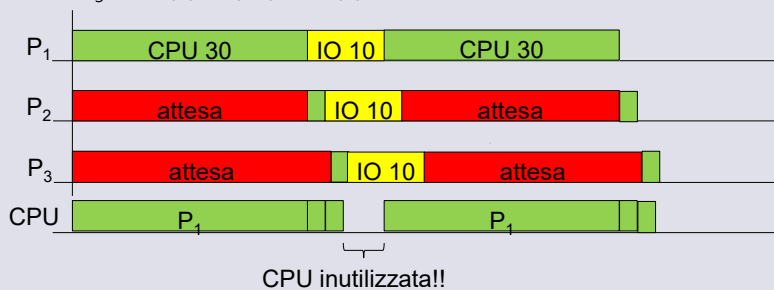 P₁ CPU 30 IO 10 CPU 30
P₂ attesa IO 10 attesa
P₃ attesa IO 10 attesa
CPU P₁ P₁
CPU inutilizzata!!